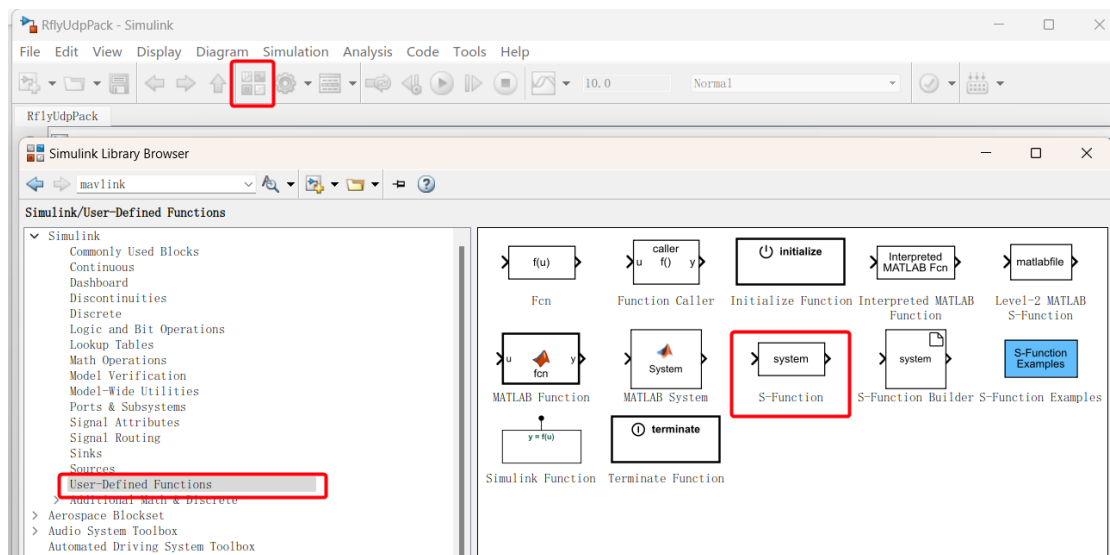 RflyUdpPack - Simulink
File Edit View Display Diagram Simulation Analysis Code Tools Help
10.0 Normal
RflyUdpPack
Simulink Library Browser
mavlink
Simulink/User-Defined Functions
Simulink
Commonly Used Blocks
Continuous
Dashboard
Discontinuities
Discrete
Logic and Bit Operations
Lookup Tables
Math Operations
Model Verification
Model-Wide Utilities
Ports & Subsystems
Signal Attributes
Signal Routing
Sinks
Sources
User-Defined Functions
Additional Math & Discrete
Aerospace Blockset
Audio System Toolbox
Automated Driving System Toolbox
f(u)
Fcn
caller
u f() y
Function Caller
initialize
Initialize Function
Interpreted
MATLAB Fcn
Interpreted MATLAB
Function
matlabfile
Level-2 MATLAB
S-Function
u y
fcn
MATLAB Function
System
MATLAB System
system
S-Function
system
S-Function Builder
S-Function
Examples
S-Function Examples
y = f(u)
Simulink Function
terminate
Terminate Function